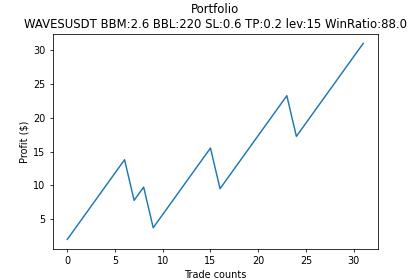 Portfolio
WAVESUSDT BBM:2.6 BBL:220 SL:0.6 TP:0.2 lev:15 WinRatio:88.0
30
25
20
15
10
5
Profit ($)
0 5 10 15 20 25 30
Trade counts